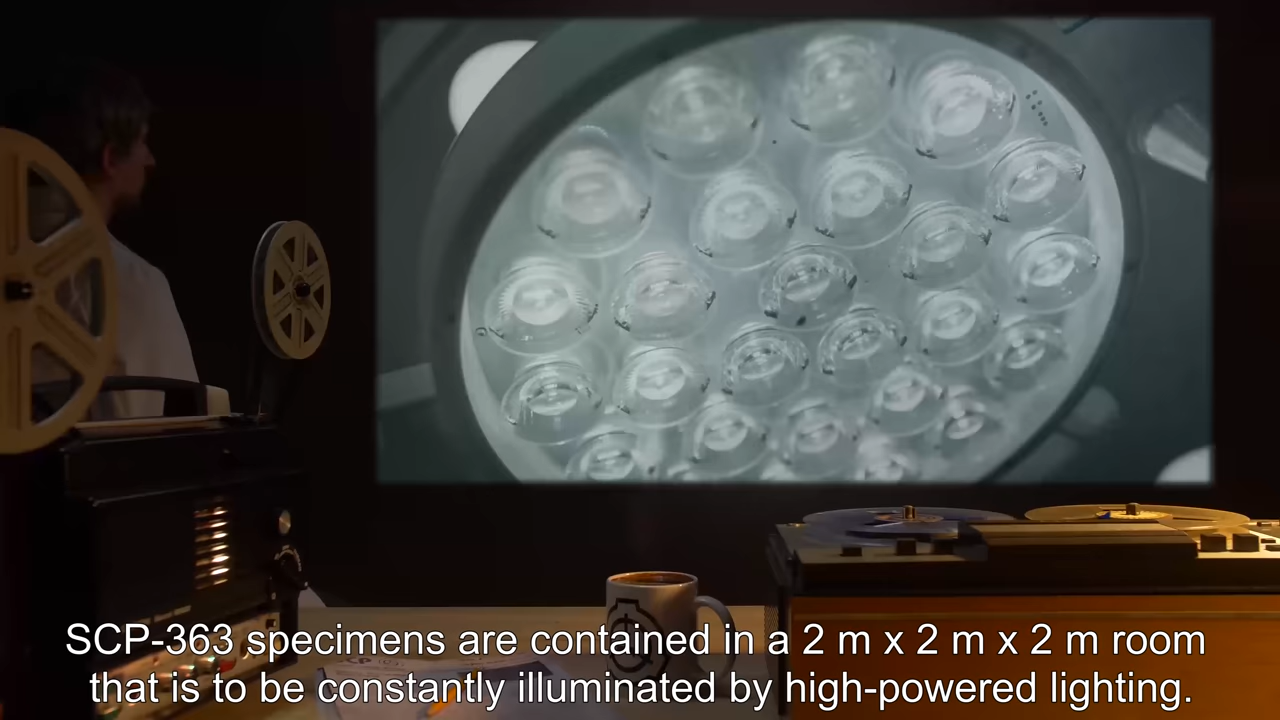 SCP-363 specimens are contained in a 2 m x 2 m x 2 m room
that is to be constantly illuminated by high-powered lighting.